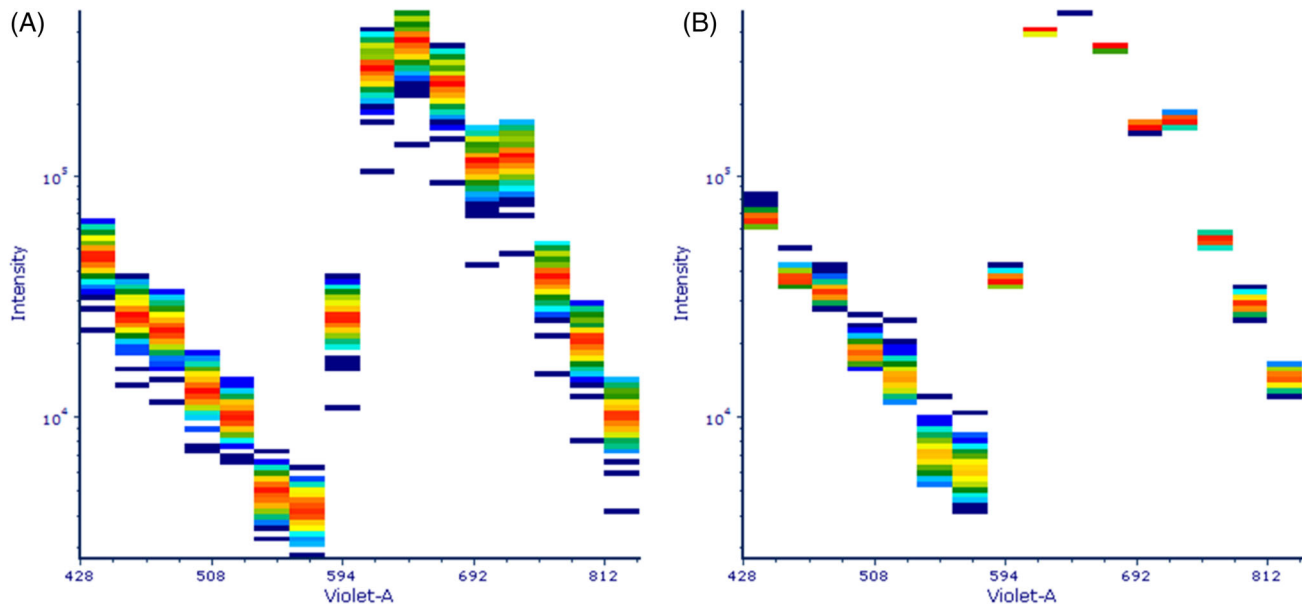 (A)
10⁵
Intensity
10⁴
428 508 594 692 812
Violet-A
(B)
10⁵
Intensity
10⁴
428 508 594 692 812
Violet-A